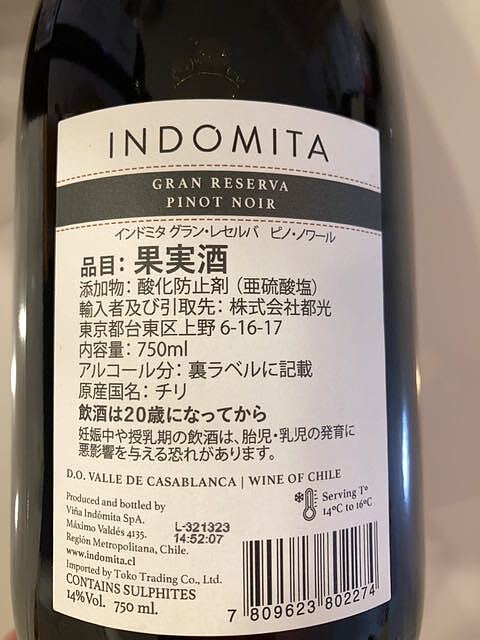 INDÓMITA
GRAN RESERVA
PINOT NOIR
インドミタ グラン・レセルバ ピノ・ノワール
品目：果実酒
添加物：酸化防止剤（亜硫酸塩）
輸入者及び引取先：株式会社都光
東京都台東区上野 6-16-17
内容量：750ml
アルコール分：裏ラベルに記載
原産国名：チリ
飲酒は20歳になってから
妊娠中や授乳期の飲酒は、胎児・乳児の発育に
悪影響を与える恐れがあります。
D.O. VALLE DE CASABLANCA | WINE OF CHILE
Produced and bottled by
Viña Indómita SpA.
Máximo Valdés 4135.
Región Metropolitana, Chile.
www.indomita.cl
Imported by Toko Trading Co., Ltd.
CONTAINS SULPHITES
14%Vol. 750 ml.
L-321323
14:52:07
Serving Tº
14ºC to 16ºC
7 809623 802274